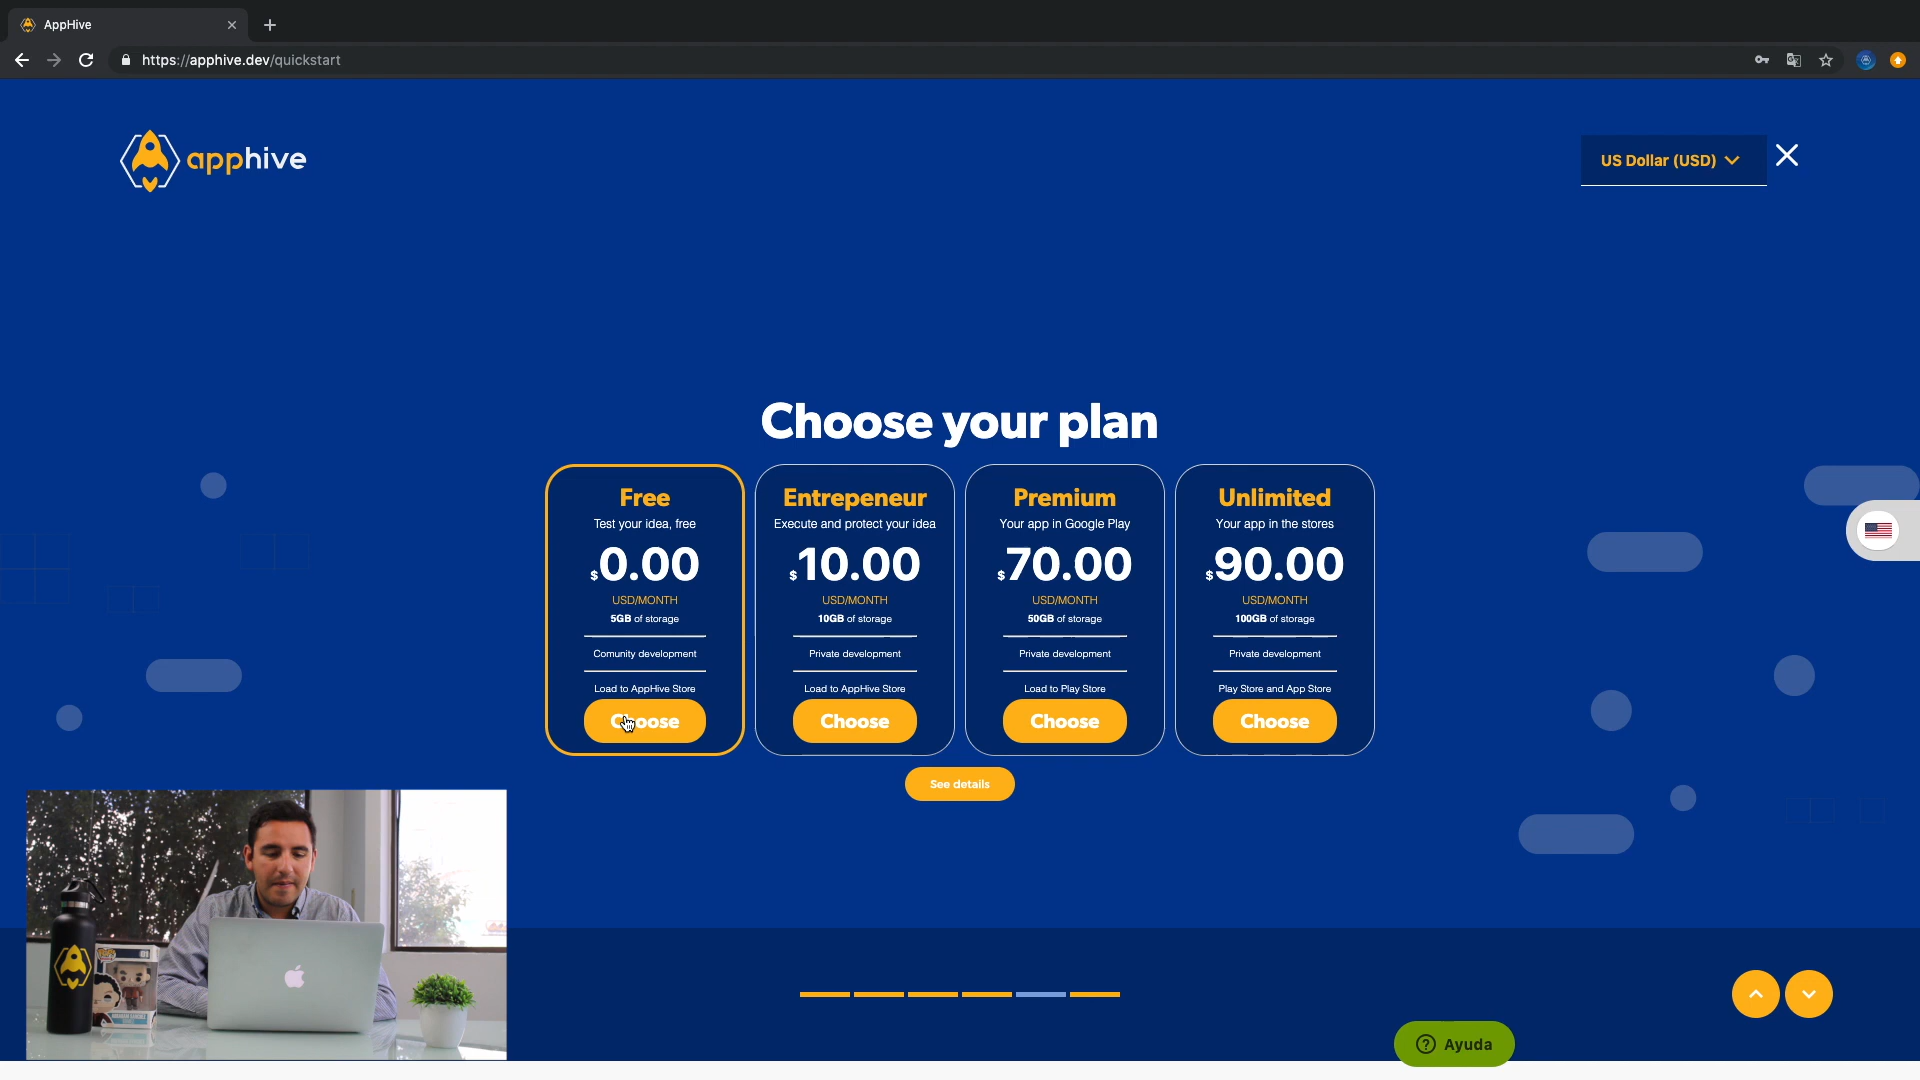 AppHive
https://apphive.dev/quickstart
apphive
US Dollar (USD)
Choose your plan
Free
Test your idea, free
$0.00
USD/MONTH
5GB of storage
Comunity development
Load to AppHive Store
Choose
Entrepeneur
Execute and protect your idea
$10.00
USD/MONTH
10GB of storage
Private development
Load to AppHive Store
Choose
Premium
Your app in Google Play
$70.00
USD/MONTH
50GB of storage
Private development
Load to Play Store
Choose
Unlimited
Your app in the stores
$90.00
USD/MONTH
100GB of storage
Private development
Play Store and App Store
Choose
See details
Ayuda